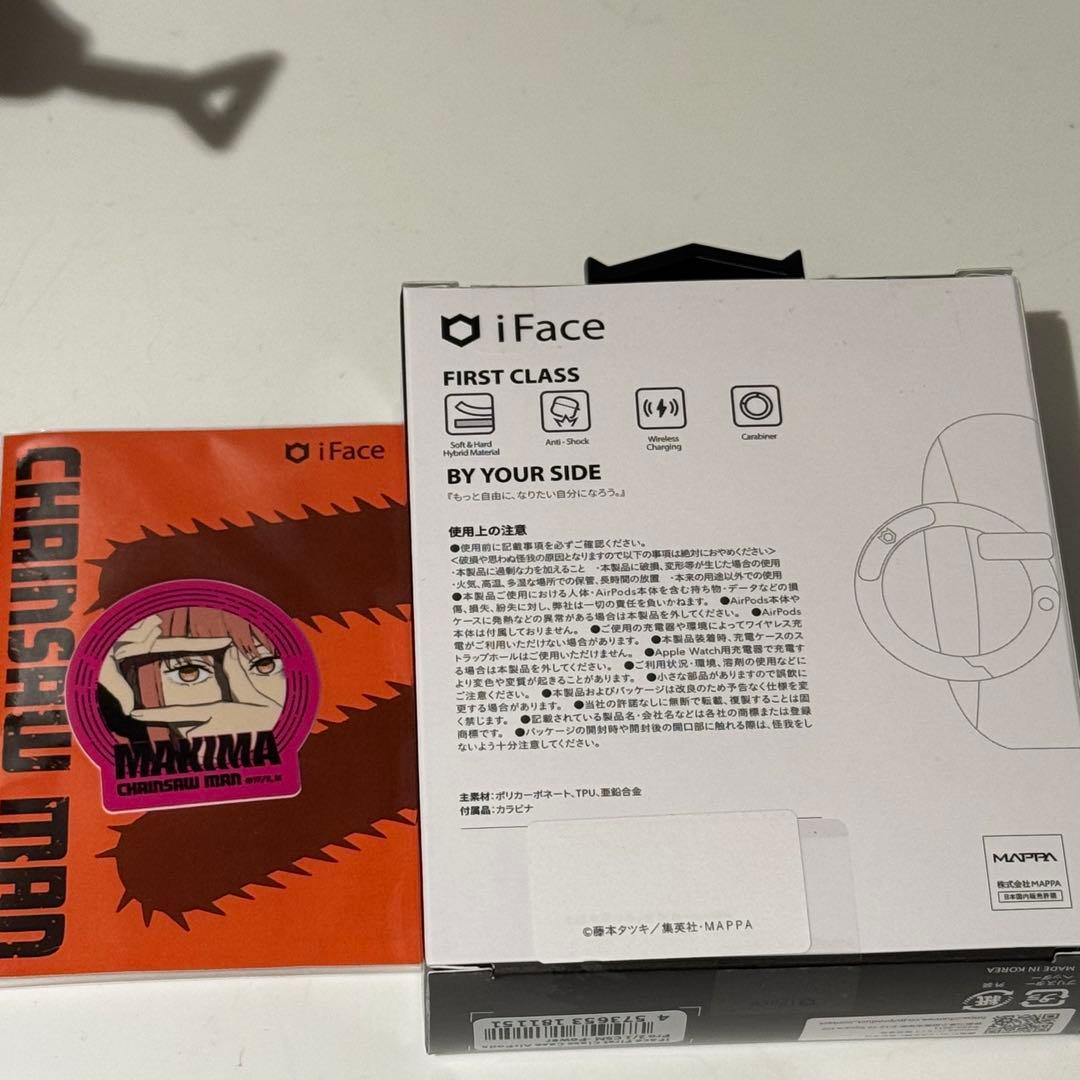 CHAINSAW MAN
iFace
MAKIMA
CHAINSAW MAN
iFace
FIRST CLASS
Soft & Hard
Hybrid Material
Anti - Shock
Wireless
Charging
Carabiner
BY YOUR SIDE
『もっと自由に、なりたい自分になろう。』
使用上の注意
●使用前に記載事項を必ずご確認ください。
<破損や思わぬ怪我の原因となりますので以下の事項は絶対におやめください>
・本製品に過剰な力を加えること ・本製品に破損、変形等が生じた場合の使用
・火気、高温、多湿な場所での保管、長時間の放置 ・本来の用途以外での使用
●本製品ご使用における人体・AirPods本体を含む持ち物・データなどの損
傷、損失、紛失に対し、弊社は一切の責任を負いかねます。 ●AirPods本体や
ケースに発熱などの異常がある場合は本製品を外してください。 ●AirPods
本体は付属しておりません。 ●ご使用の充電器や環境によってワイヤレス充
電がご利用いただけない場合があります。 ●本製品装着時、充電ケースのス
トラップホールはご使用いただけません。 ●Apple Watch用充電器で充電す
る場合は本製品を外してください。 ●ご利用状況・環境、溶剤の使用などに
より変色や変質が起きることがあります。 ●小さな部品がありますので誤飲に
ご注意ください。 ●本製品およびパッケージは改良のため予告なく仕様を変
更する場合があります。 ●当社の許諾なしに無断で転載、複製することは固
く禁じます。 ●記載されている製品名・会社名などは各社の商標または登録
商標です。 ●パッケージの開封時や開封後の開口部に触れる際は、怪我をし
ないよう十分注意してください。
主素材:ポリカーボネート、TPU、亜鉛合金
付属品:カラビナ
MAPPA
株式会社MAPPA
日本国内販売許諾
©藤本タツキ／集英社・MAPPA
MADE IN KOREA
ブリスター
ヘッダー
プラ
紙
外装
iFace
4 573653 181151
iFace First Class Case AirPods
Pro2/1 CSM -Power